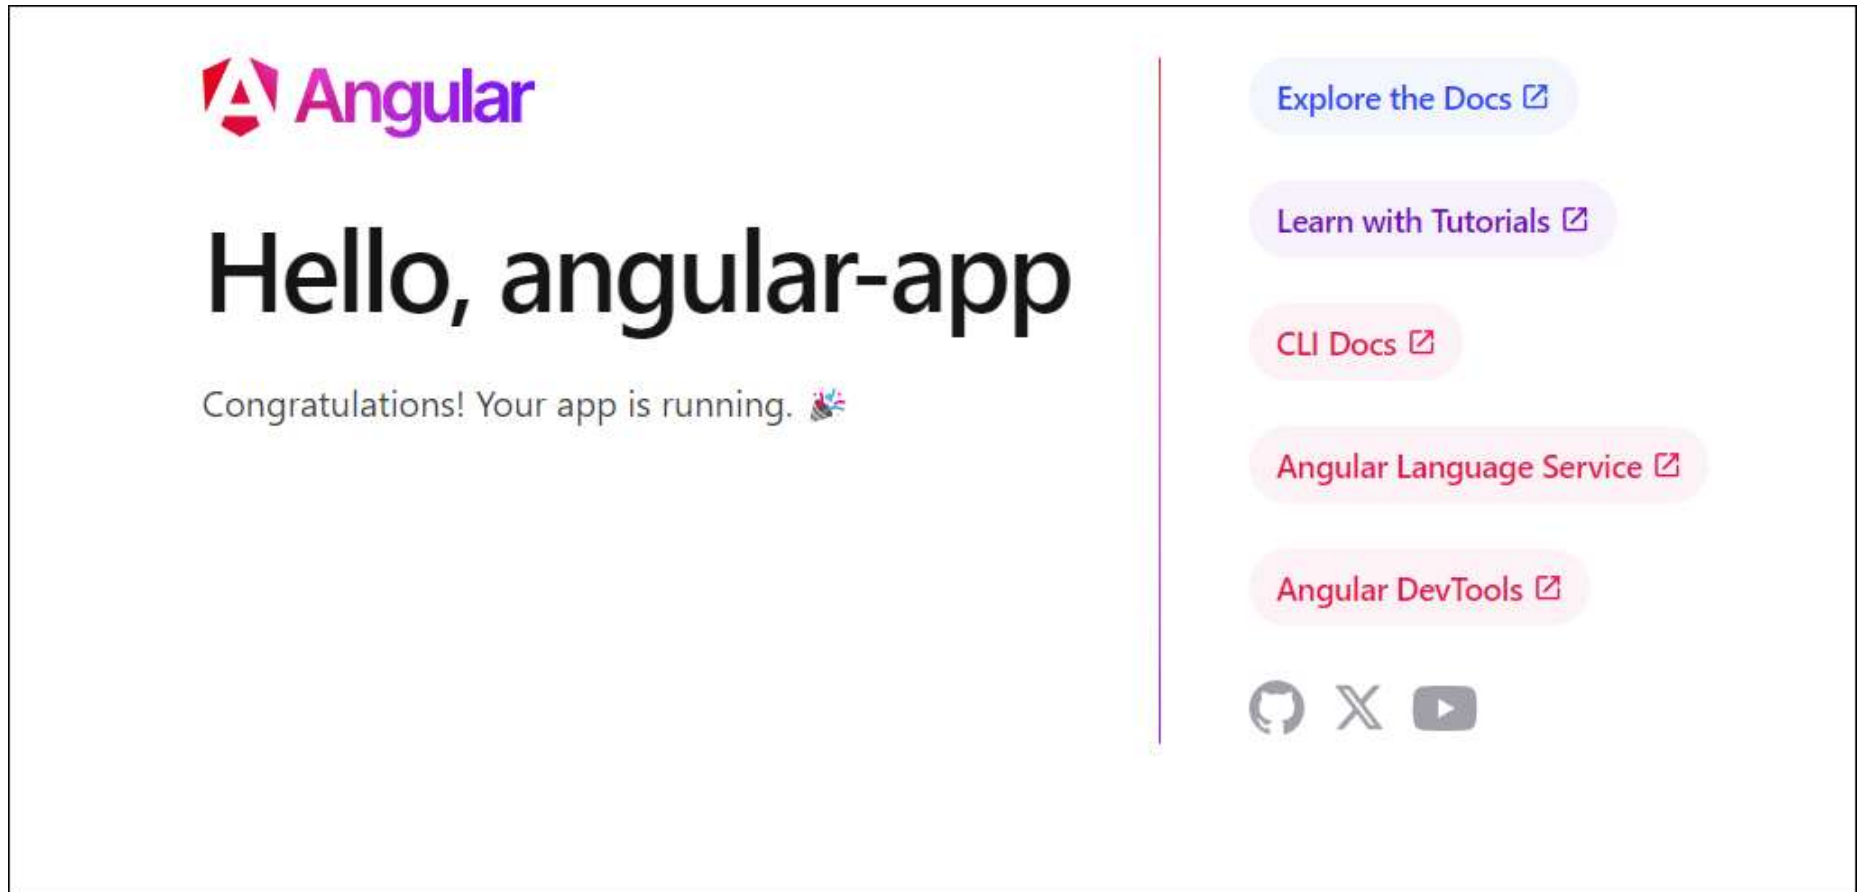 Angular
Hello, angular-app
Congratulations! Your app is running. 🎉
Explore the Docs
Learn with Tutorials
CLI Docs
Angular Language Service
Angular DevTools